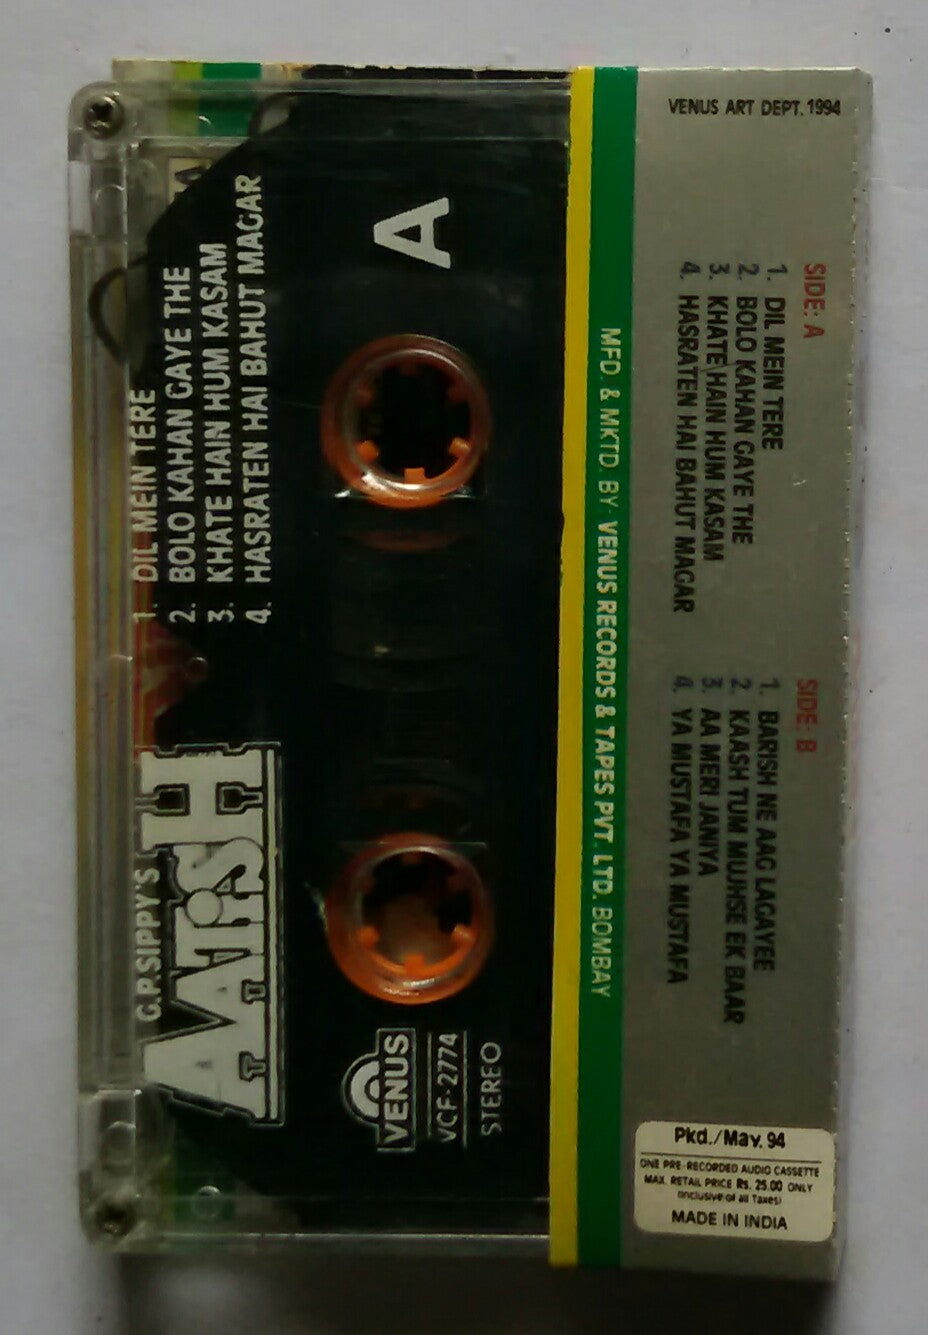 1. DIL MEIN TERE
2. BOLO KAHAN GAYE THE
3. KHATE HAIN HUM KASAM
4. HASRATEN HAI BAHUT MAGAR
A
G.P.SIPPY'S
AATISH
VENUS
VCF-2774
STEREO
MFD. & MKTD. BY: VENUS RECORDS & TAPES PVT. LTD. BOMBAY
VENUS ART DEPT. 1994
SIDE: A
1. DIL MEIN TERE
2. BOLO KAHAN GAYE THE
3. KHATE HAIN HUM KASAM
4. HASRATEN HAI BAHUT MAGAR
SIDE: B
1. BARISH NE AAG LAGAYEE
2. KAASH TUM MUJHSE EK BAAR
3. AA MERI JANIYA
4. YA MUSTAFA YA MUSTAFA
Pkd./May. 94
ONE PRE-RECORDED AUDIO CASSETTE
MAX. RETAIL PRICE Rs. 25.00 ONLY
(Inclusive of all Taxes)
MADE IN INDIA